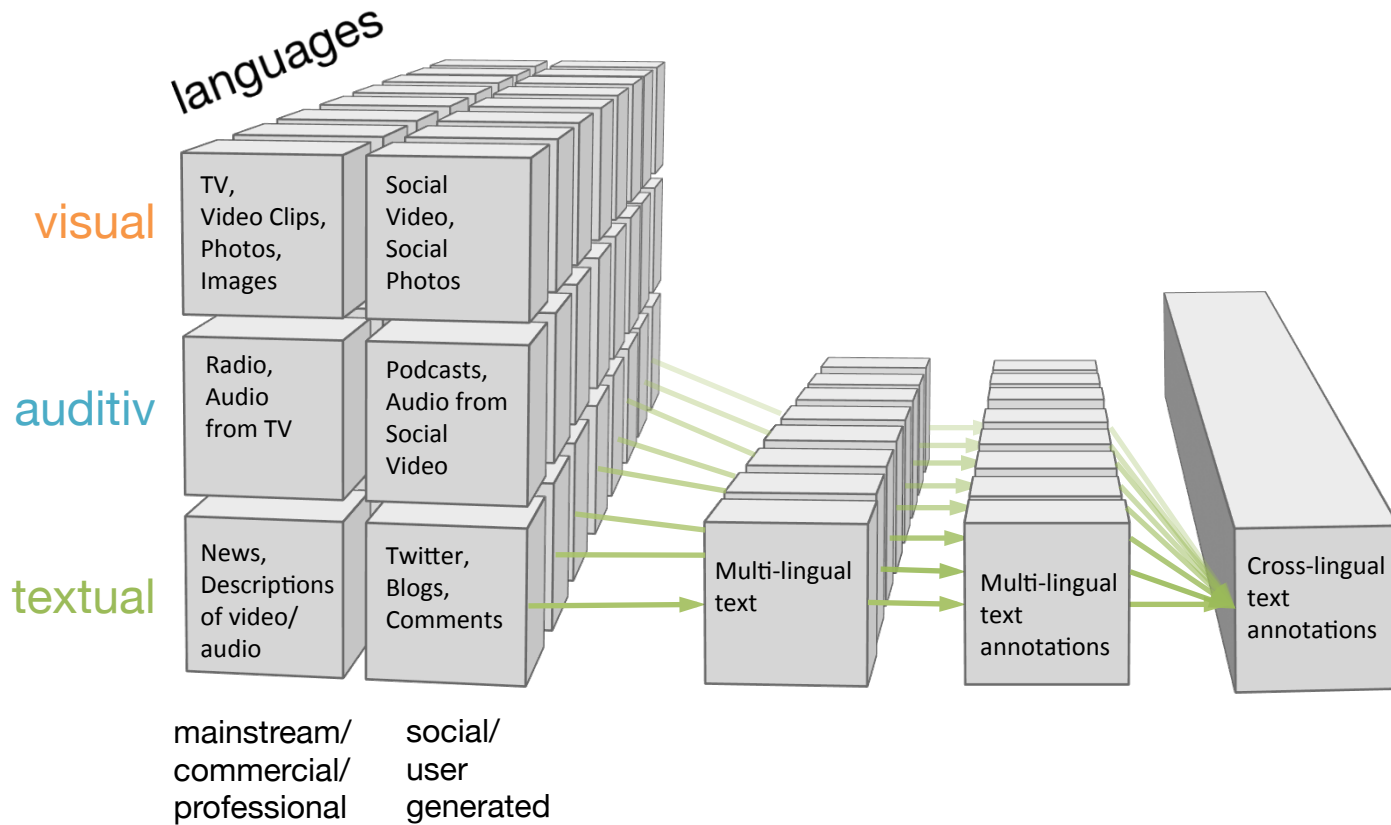 languages
visual
TV,
Video Clips,
Photos,
Images
Social
Video,
Social
Photos
auditiv
Radio,
Audio
from TV
Podcasts,
Audio from
Social
Video
textual
News,
Descriptions
of video/
audio
Twitter,
Blogs,
Comments
Multi-lingual
text
Multi-lingual
text
annotations
Cross-lingual
text
annotations
mainstream/
commercial/
professional
social/
user
generated